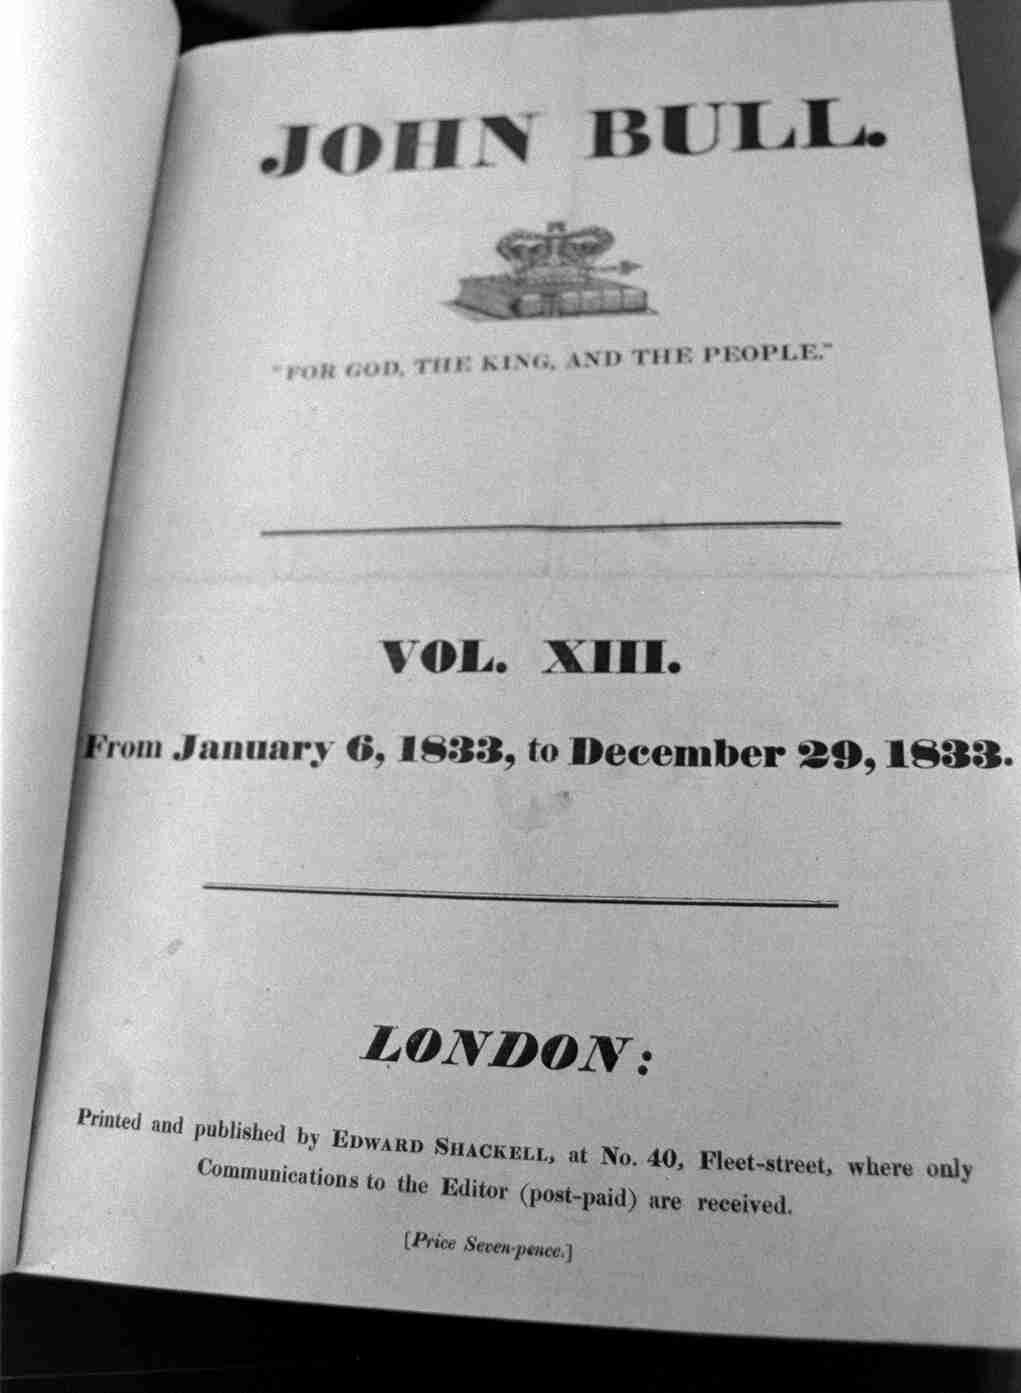 JOHN BULL.
"FOR GOD, THE KING, AND THE PEOPLE."
VOL. XIII.
From January 6, 1833, to December 29, 1833.
LONDON:
Printed and published by EDWARD SHACKELL, at No. 40, Fleet-street, where only
Communications to the Editor (post-paid) are received.
[Price Seven-pence.]